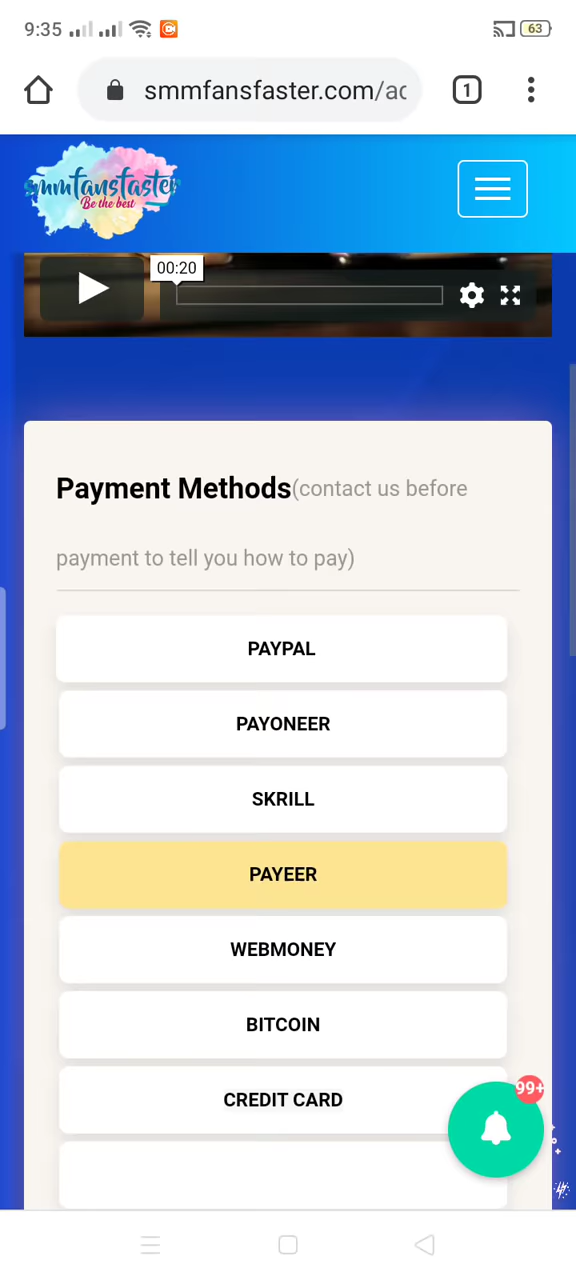 9:35
63
smmfansfaster.com/ac
1
smmfansfaster
Be the best
00:20
Payment Methods(contact us before
payment to tell you how to pay)
PAYPAL
PAYONEER
SKRILL
PAYEER
WEBMONEY
BITCOIN
CREDIT CARD
99+